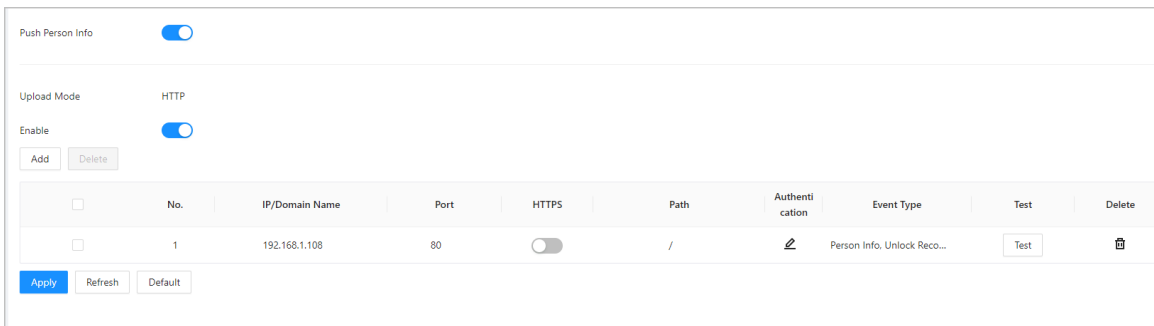 Push Person Info
Upload Mode HTTP
Enable
Add Delete
No. IP/Domain Name Port HTTPS Path Authenti
cation Event Type Test Delete
1 192.168.1.108 80 / Person Info, Unlock Reco... Test
Apply Refresh Default